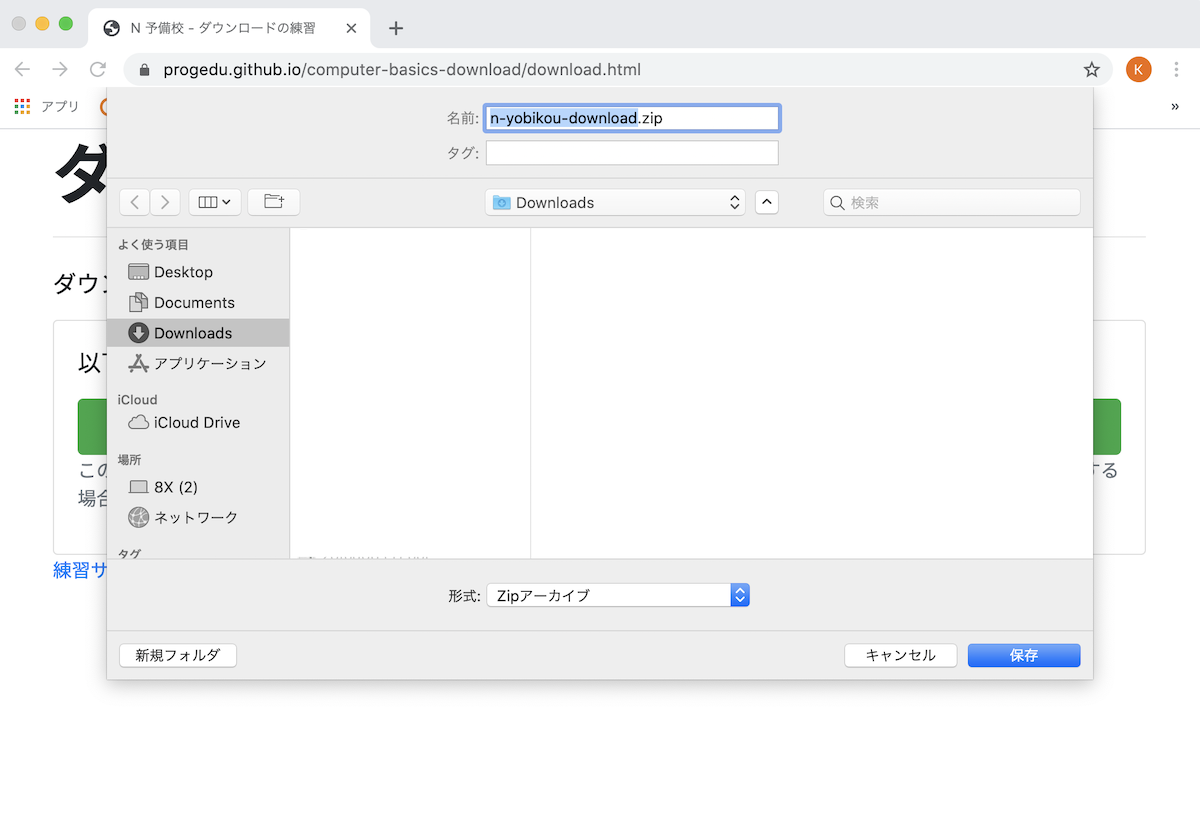 N 予備校 - ダウンロードの練習
progedu.github.io/computer-basics-download/download.html
K
アプリ
»
名前: n-yobikou-download.zip
タグ:
ダ
Downloads
検索
よく使う項目
Desktop
Documents
Downloads
アプリケーション
iCloud
iCloud Drive
場所
8X (2)
ネットワーク
タグ
ダウン
以下
この
する
場合
練習サ
形式: Zipアーカイブ
新規フォルダ
キャンセル
保存